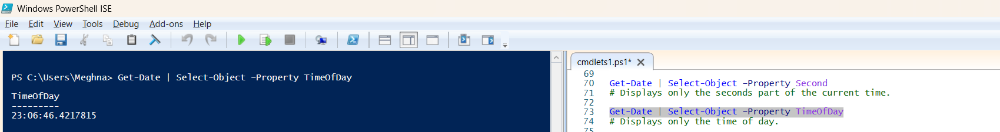 Windows PowerShell ISE
File Edit View Tools Debug Add-ons Help
PS C:\Users\Meghna> Get-Date | Select-Object -Property TimeOfDay
TimeOfDay
---------
23:06:46.4217815
cmdlets1.ps1*
69
70 Get-Date | Select-Object -Property Second
71 # Displays only the seconds part of the current time.
72
73 Get-Date | Select-Object -Property TimeOfDay
74 # Displays only the time of day.
75